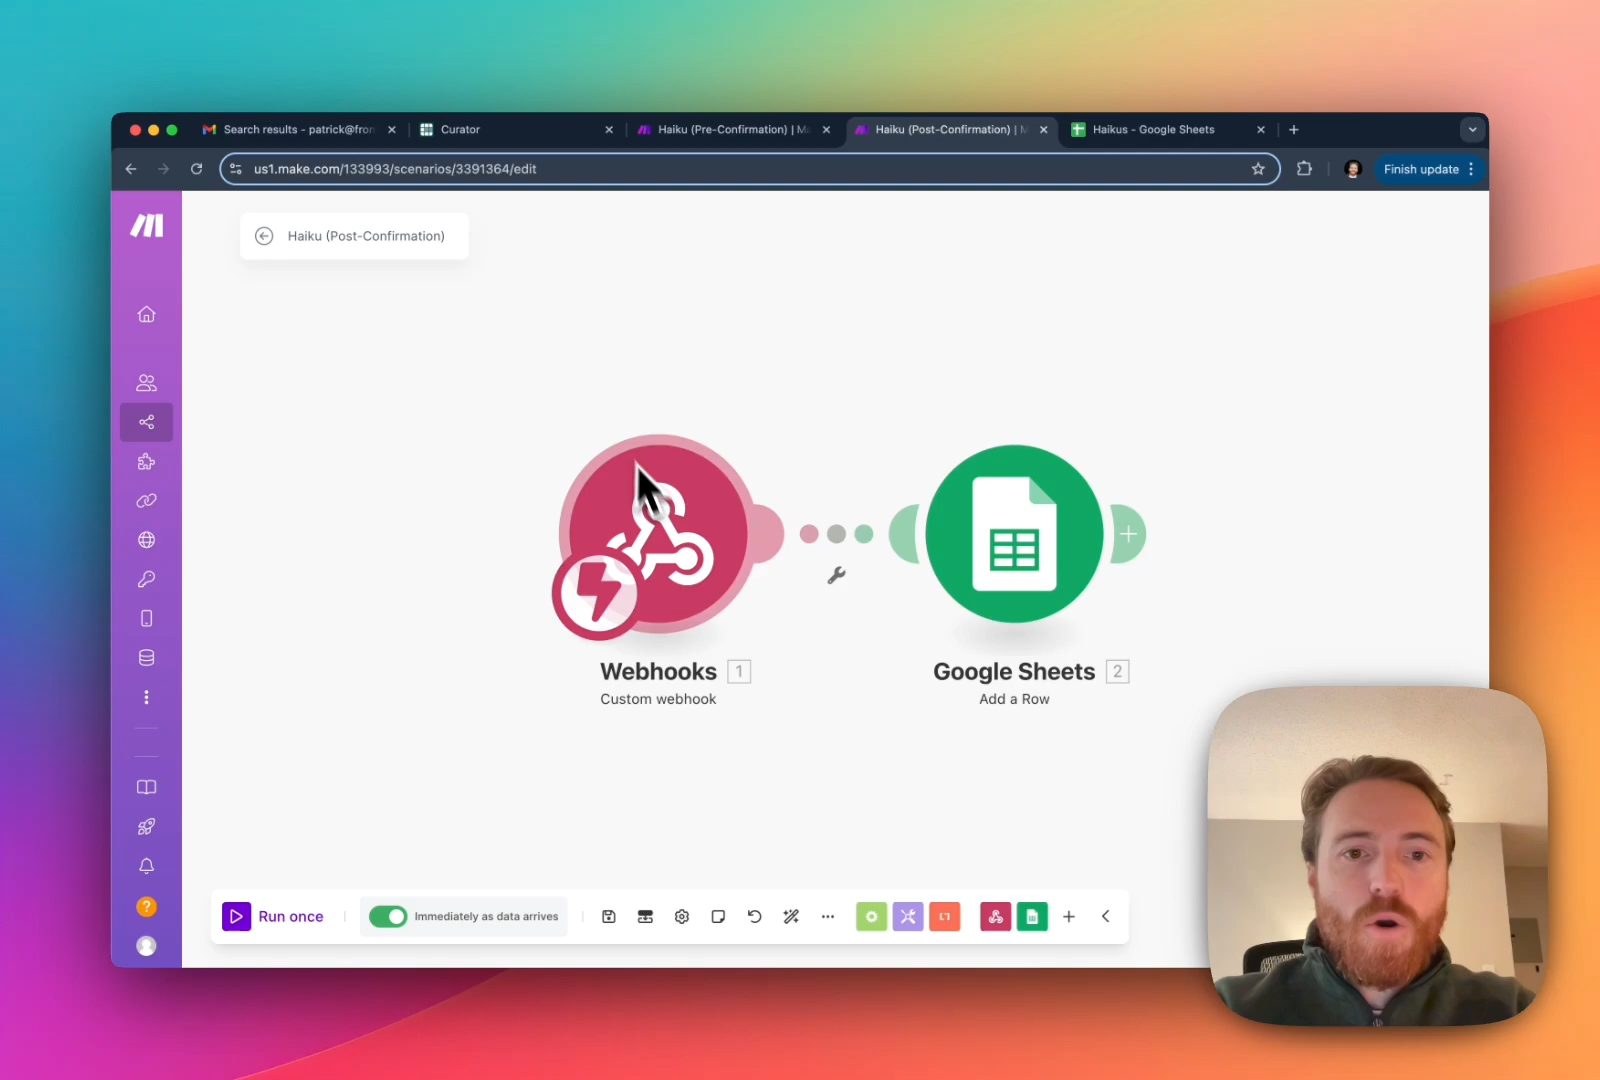 Search results - patrick@fron
Curator
Haiku (Pre-Confirmation) | Ma
Haiku (Post-Confirmation) | M
Haikus - Google Sheets
us1.make.com/133993/scenarios/3391364/edit
Finish update
Haiku (Post-Confirmation)
Webhooks 1
Custom webhook
Google Sheets 2
Add a Row
Run once
Immediately as data arrives
?